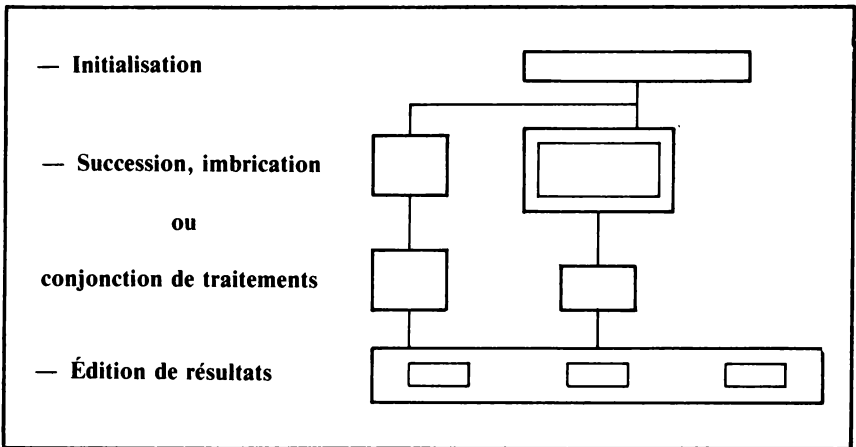 — Initialisation
— Succession, imbrication
ou
conjonction de traitements
— Édition de résultats